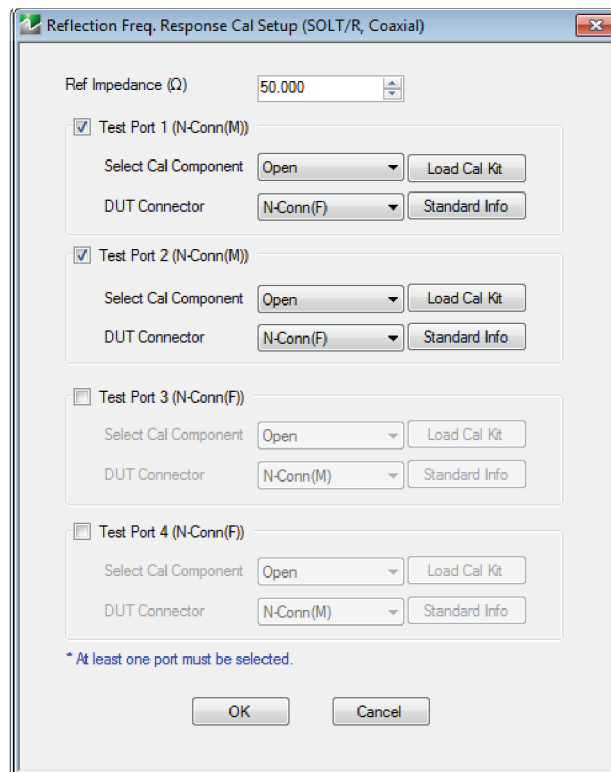 Reflection Freq. Response Cal Setup (SOLT/R, Coaxial)
Ref Impedance (Ω) 50.000
Test Port 1 (N-Conn(M))
Select Cal Component Open Load Cal Kit
DUT Connector N-Conn(F) Standard Info
Test Port 2 (N-Conn(M))
Select Cal Component Open Load Cal Kit
DUT Connector N-Conn(F) Standard Info
Test Port 3 (N-Conn(F))
Select Cal Component Open Load Cal Kit
DUT Connector N-Conn(M) Standard Info
Test Port 4 (N-Conn(F))
Select Cal Component Open Load Cal Kit
DUT Connector N-Conn(M) Standard Info
* At least one port must be selected.
OK Cancel